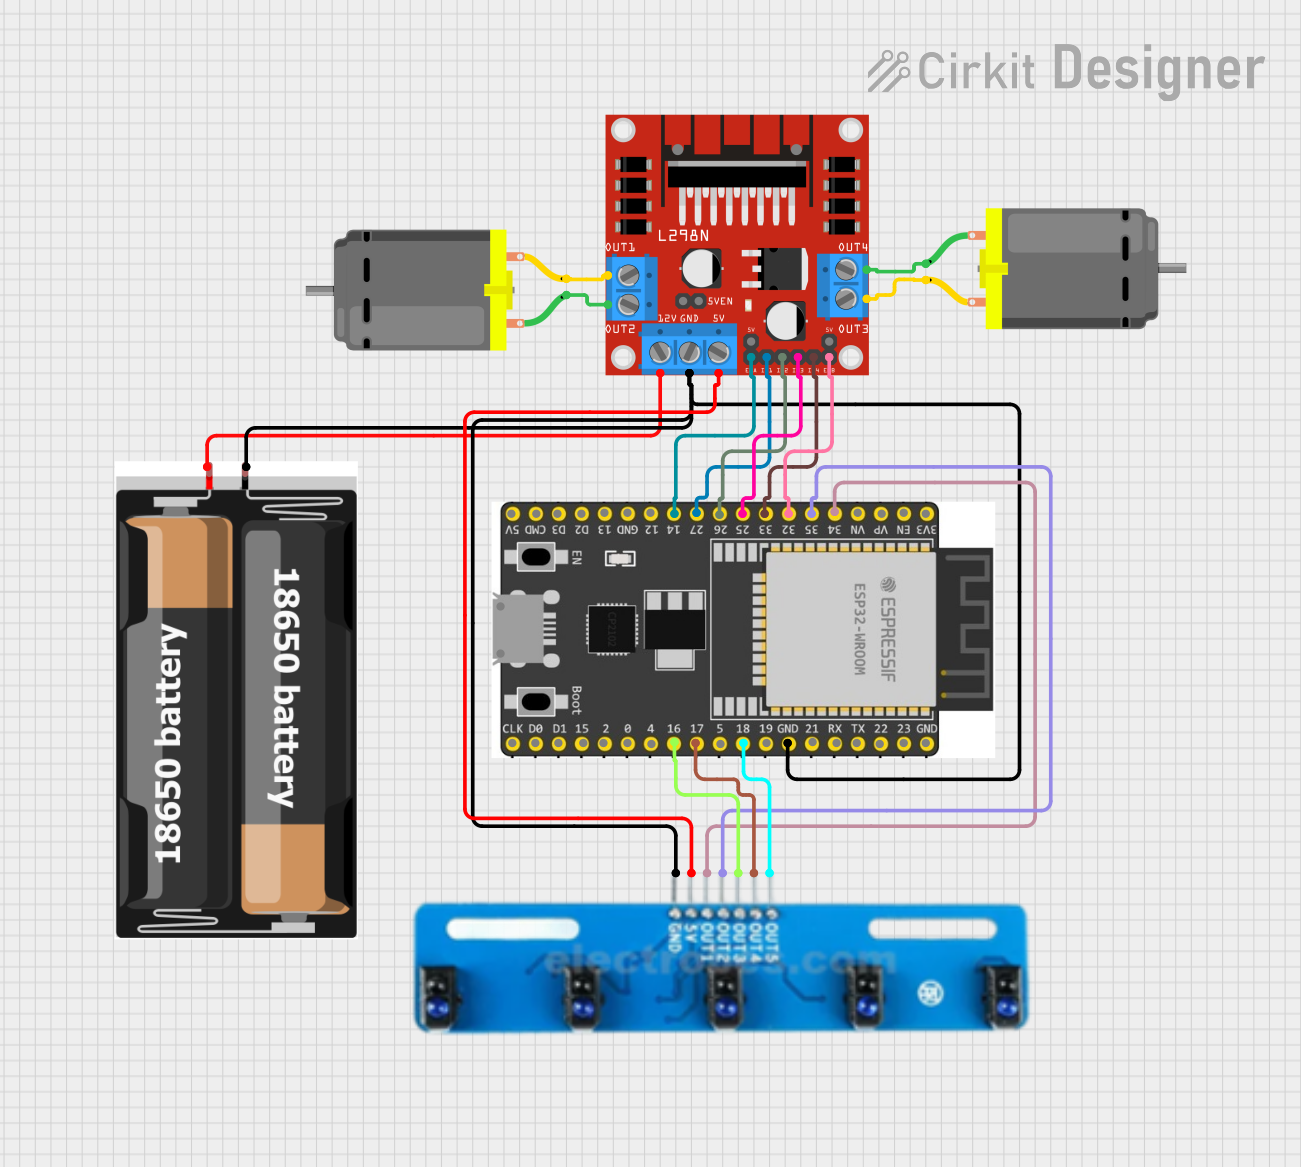 Cirkit Designer
L298N
OUT1
OUT4
5VEN
OUT2
12V GND 5V
OUT3
5V
5V
5V CMD D3 D2 13 GND 12 14 27 26 25 33 32 35 34 VN VP EN 3V3
EN
CP2102
ESPRESSIF
ESP32-WROOM
Boot
CLK D0 D1 15 2 0 4 16 17 5 18 19 GND 21 RX TX 22 23 GND
18650 battery
18650 battery
GND 5V OUT1 OUT2 OUT3 OUT4 OUT5